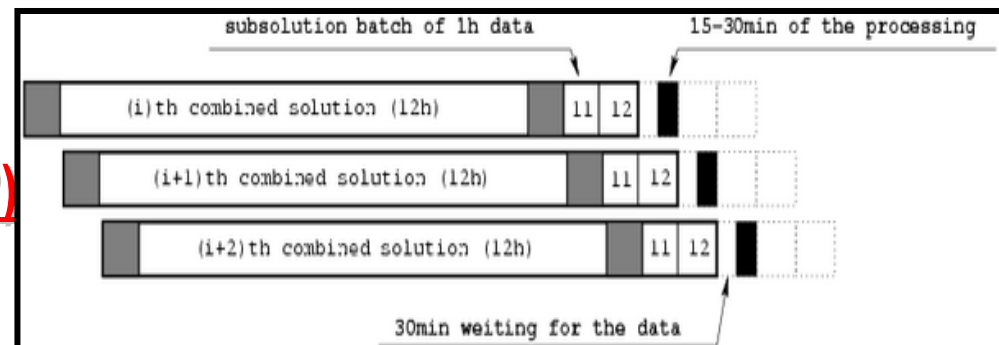 subsolution batch of 1h data
15-30min of the processing
(i)th combined solution (12h) 11 12
)
(i+1)th combined solution (12h) 11 12
(i+2)th combined solution (12h) 11 12
30min weiting for the data